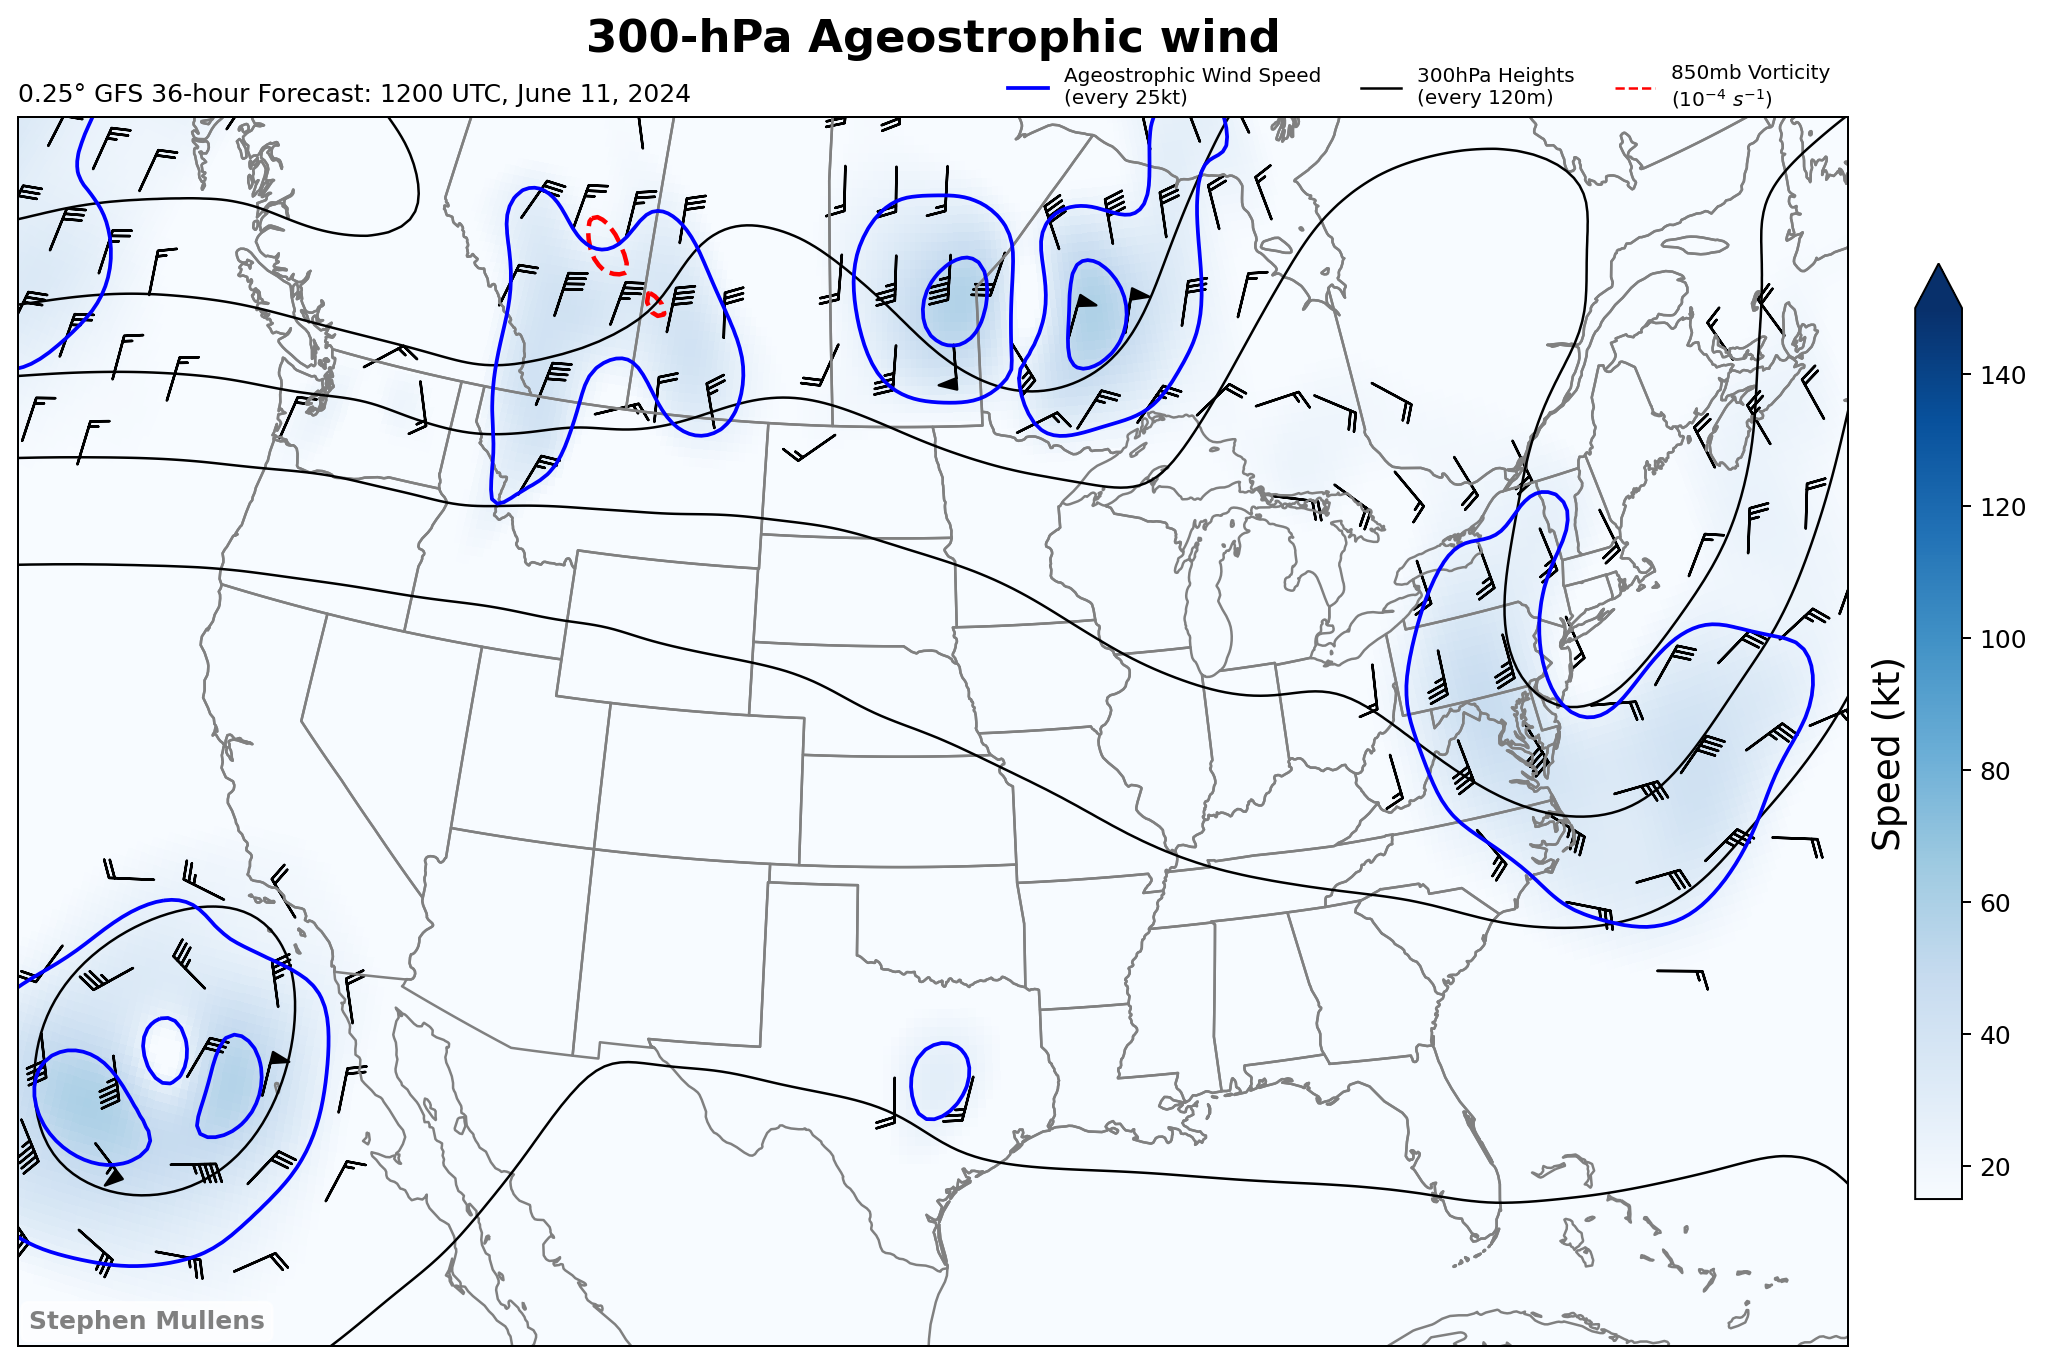 300-hPa Ageostrophic wind
0.25° GFS 36-hour Forecast: 1200 UTC, June 11, 2024
Ageostrophic Wind Speed
(every 25kt)
300hPa Heights
(every 120m)
850mb Vorticity
(10⁻⁴ s⁻¹)
140
120
100
80
60
40
20
Speed (kt)
Stephen Mullens